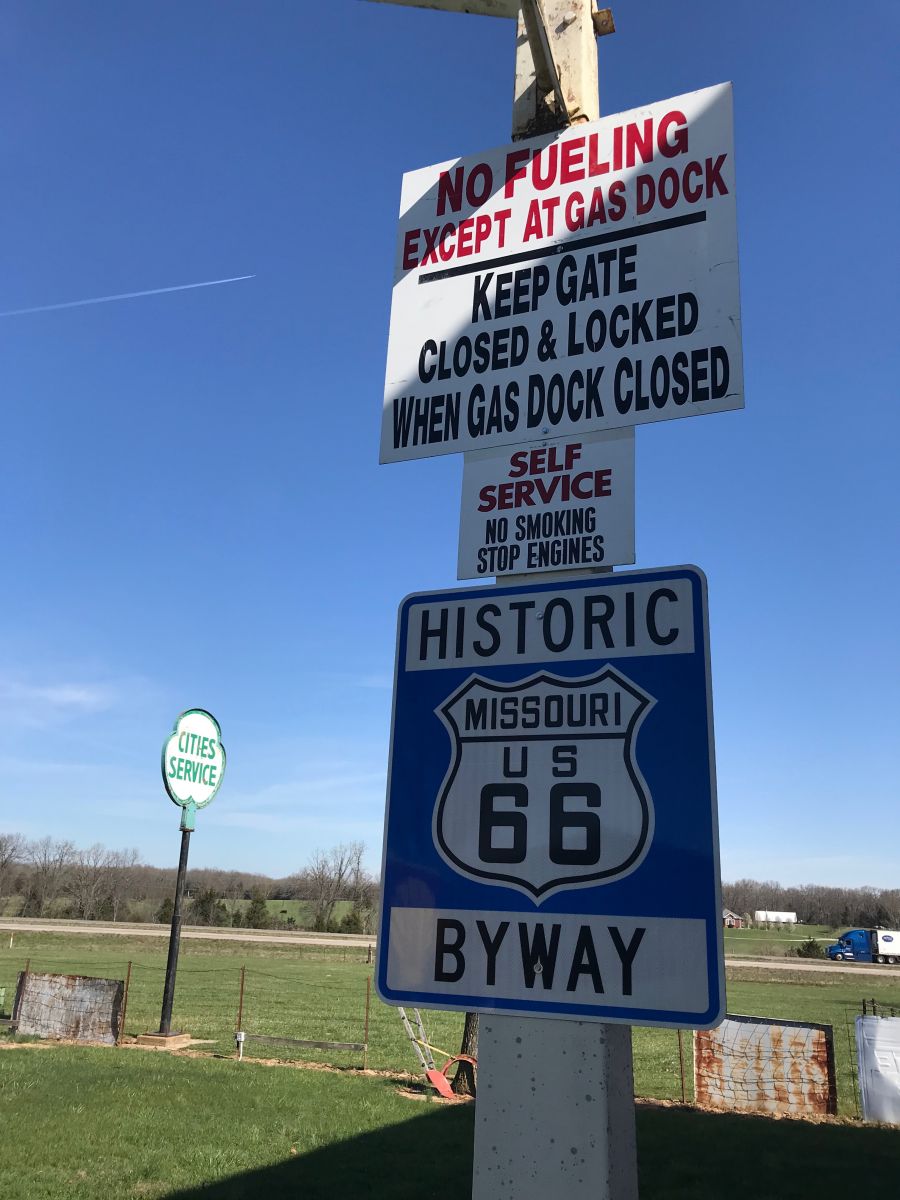 NO FUELING
EXCEPT AT GAS DOCK
KEEP GATE
CLOSED & LOCKED
WHEN GAS DOCK CLOSED
SELF
SERVICE
NO SMOKING
STOP ENGINES
HISTORIC
MISSOURI
US
66
BYWAY
CITIES
SERVICE